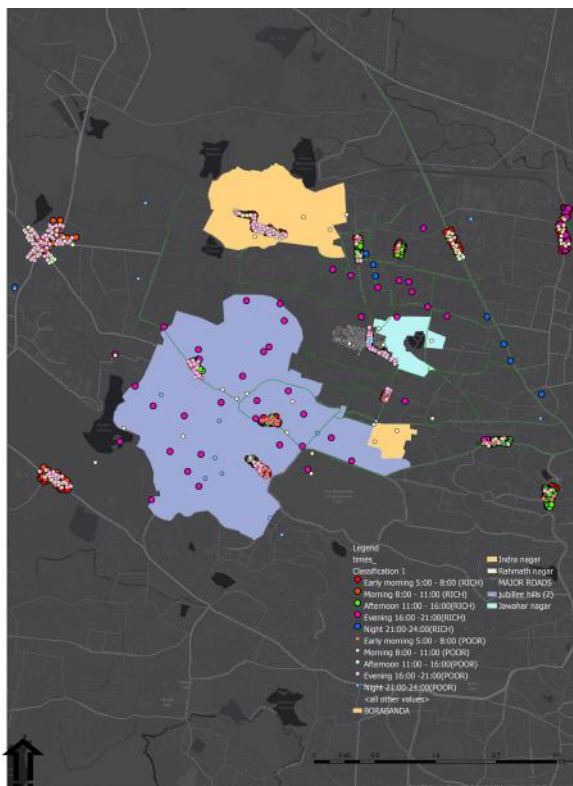 Legend
times_
Classification 1
Early morning 5:00 - 8:00 (RICH)
Morning 8:00 - 11:00 (RICH)
Afternoon 11:00 - 16:00(RICH)
Evening 16:00 -21:00(RICH)
Night 21:00-24:00(RICH)
Early morning 5:00 - 8:00 (POOR)
Morning 8:00 - 11:00 (POOR)
Afternoon 11:00 - 16:00(POOR)
Evening 16:00 -21:00(POOR)
Night 21:00-24:00(POOR)
<all other values>
BORABANDA
Indra nagar
Rahmath nagar
MAJOR ROADS
Jubilee hills (2)
Jawahar nagar